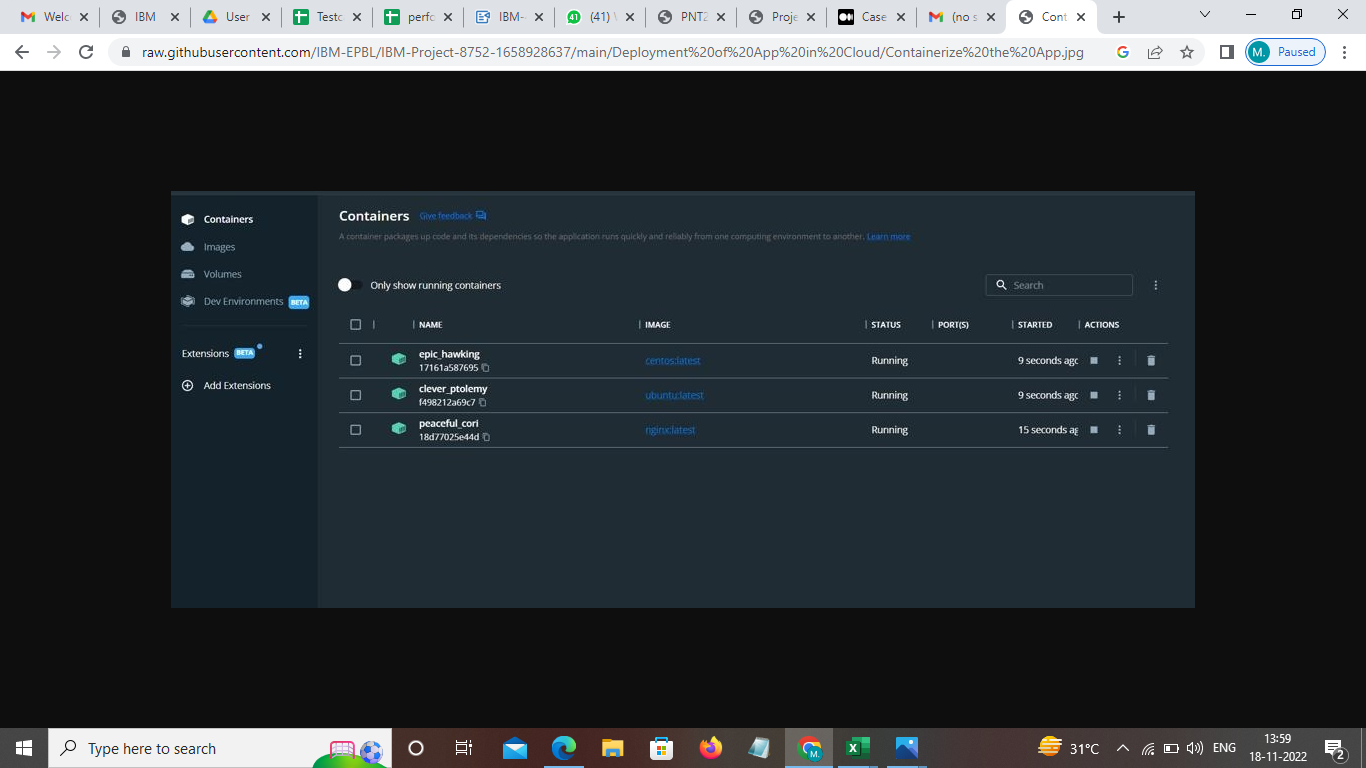 Welc
IBM
User
Testc
perfc
IBM-
(41)
PNT2
Proje
Case
(no s
Cont
raw.githubusercontent.com/IBM-EPBL/IBM-Project-8752-1658928637/main/Deployment%20of%20App%20in%20Cloud/Containerize%20the%20App.jpg
M. Paused
Containers
Images
Volumes
Dev Environments BETA
Extensions BETA
Add Extensions
Containers Give feedback
A container packages up code and its dependencies so the application runs quickly and reliably from one computing environment to another. Learn more
Only show running containers
Search
NAME IMAGE STATUS PORT(S) STARTED ACTIONS
epic_hawking centos:latest Running 9 seconds agc
17161a587695
clever_ptolemy ubuntu:latest Running 9 seconds agc
f498212a69c7
peaceful_cori nginx:latest Running 15 seconds ag
18d77025e44d
Type here to search
31°C
ENG
13:59
18-11-2022
2